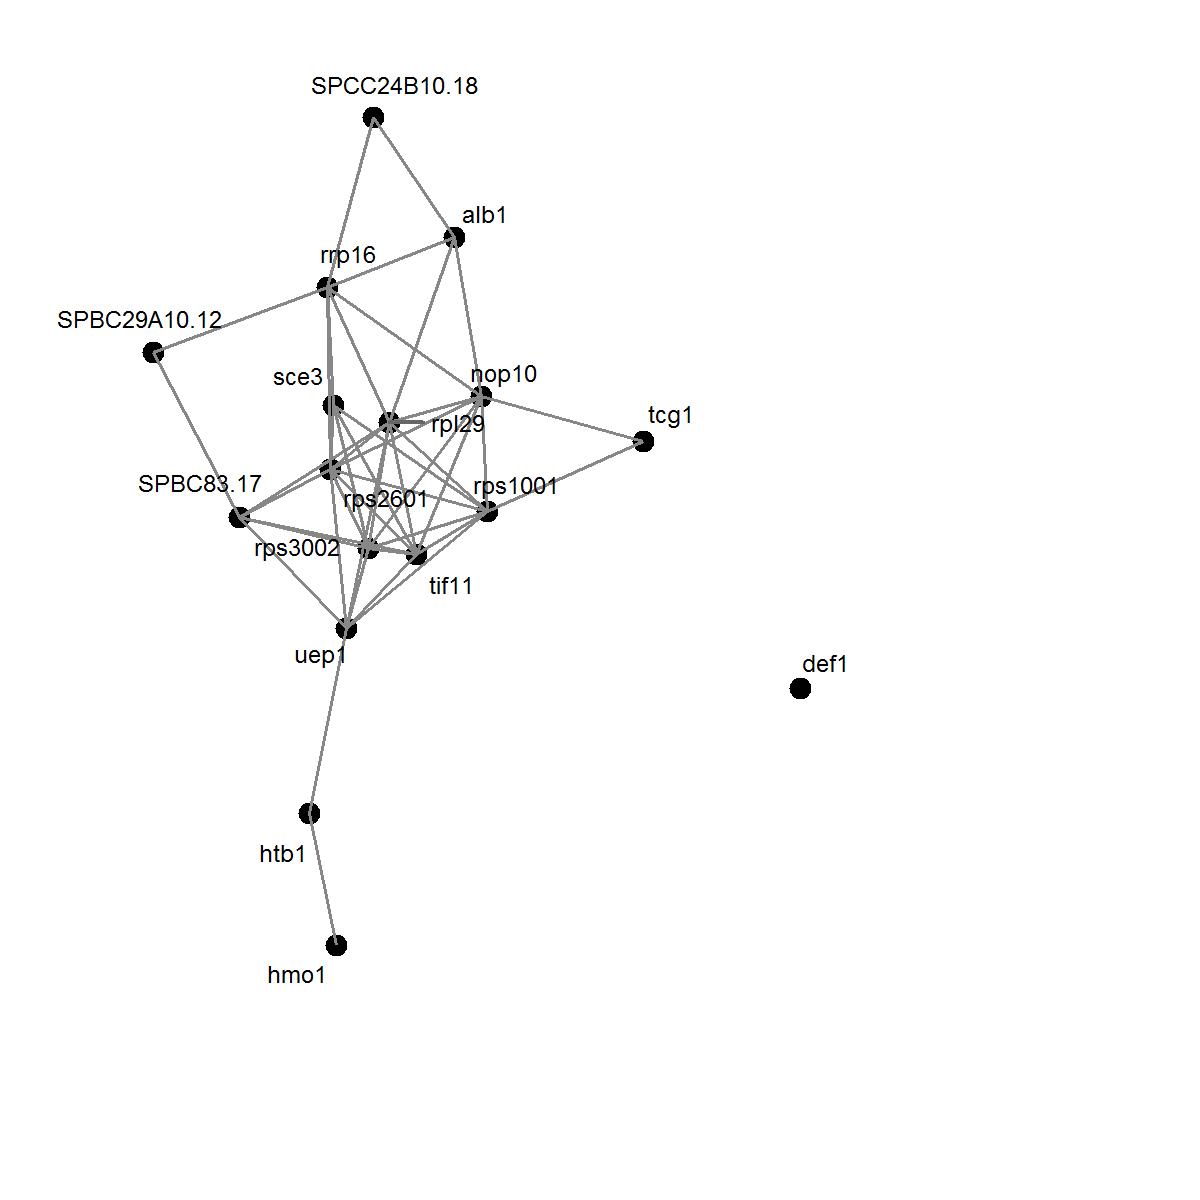 SPCC24B10.18
alb1
rrp16
SPBC29A10.12
sce3
nop10
tcg1
rpl29
SPBC83.17
rps2601
rps1001
rps3002
tif11
uep1
def1
htb1
hmo1